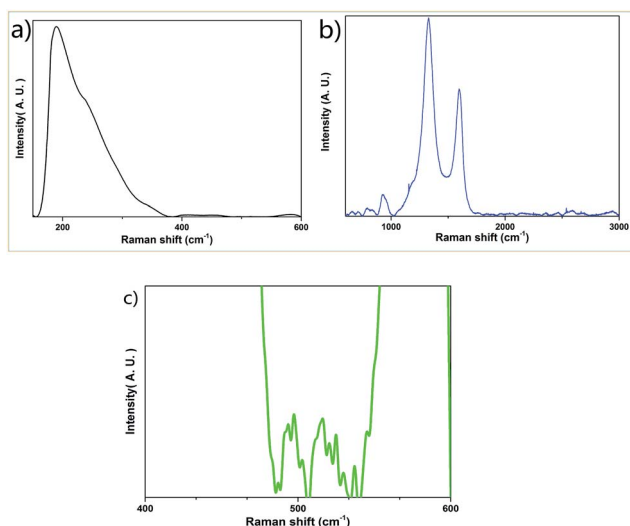 a)
Intensity( A. U.)
200
400
600
Raman shift (cm-1)
b)
Intensity (A. U.)
1000
2000
3000
Raman shift (cm-1)
c)
Intensity( A. U.)
400
500
600
Raman shift (cm-1)